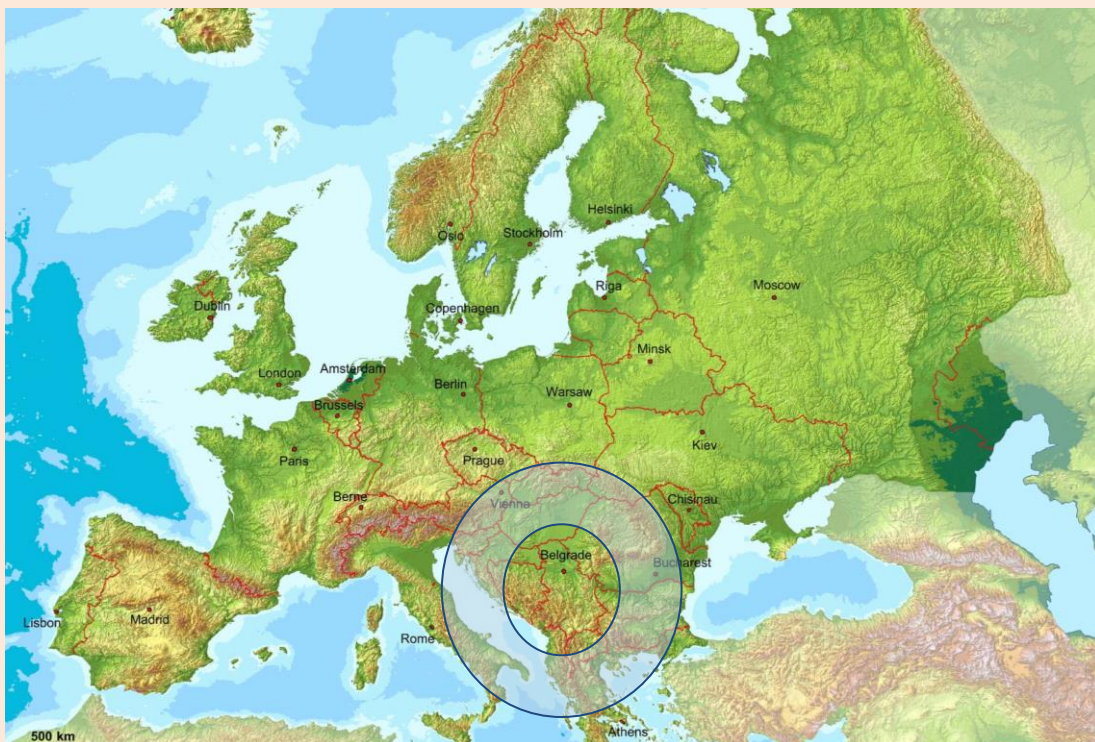 Helsinki
Oslo
Stockholm
Riga
Moscow
Dublin
Copenhagen
Minsk
London
Amsterdam
Berlin
Warsaw
Brussels
Kiev
Paris
Prague
Berne
Vienna
Chisinau
Belgrade
Bucharest
Lisbon
Madrid
Rome
Athens
500 km